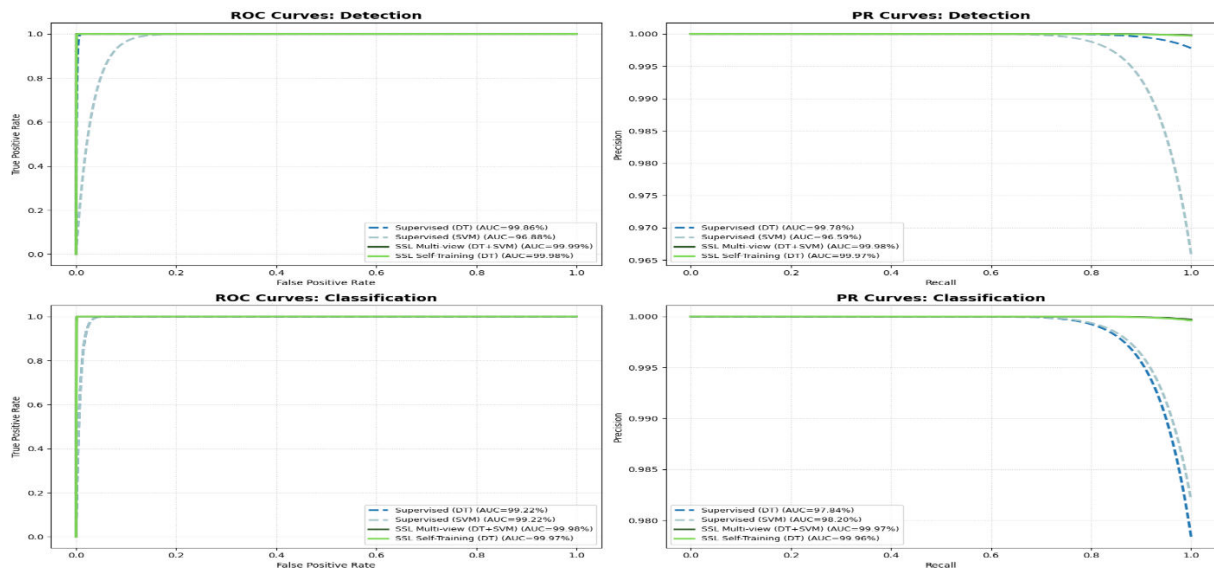 ROC Curves: Detection
1.0
0.8
0.6
0.4
0.2
0.0
True Positive Rate
0.0 0.2 0.4 0.6 0.8 1.0
False Positive Rate
Supervised (DT) (AUC=99.86%)
Supervised (SVM) (AUC=96.88%)
SSL Multi-view (DT+SVM) (AUC=99.99%)
SSL Self-Training (DT) (AUC=99.98%)
PR Curves: Detection
1.000
0.995
0.990
0.985
0.980
0.975
0.970
0.965
Precision
0.0 0.2 0.4 0.6 0.8 1.0
Recall
Supervised (DT) (AUC=99.78%)
Supervised (SVM) (AUC=96.59%)
SSL Multi-view (DT+SVM) (AUC=99.98%)
SSL Self-Training (DT) (AUC=99.97%)
ROC Curves: Classification
1.0
0.8
0.6
0.4
0.2
0.0
True Positive Rate
0.0 0.2 0.4 0.6 0.8 1.0
False Positive Rate
Supervised (DT) (AUC=99.22%)
Supervised (SVM) (AUC=99.22%)
SSL Multi-view (DT+SVM) (AUC=99.98%)
SSL Self-Training (DT) (AUC=99.97%)
PR Curves: Classification
1.000
0.995
0.990
0.985
0.980
Precision
0.0 0.2 0.4 0.6 0.8 1.0
Recall
Supervised (DT) (AUC=97.84%)
Supervised (SVM) (AUC=98.20%)
SSL Multi-view (DT+SVM) (AUC=99.97%)
SSL Self-Training (DT) (AUC=99.96%)